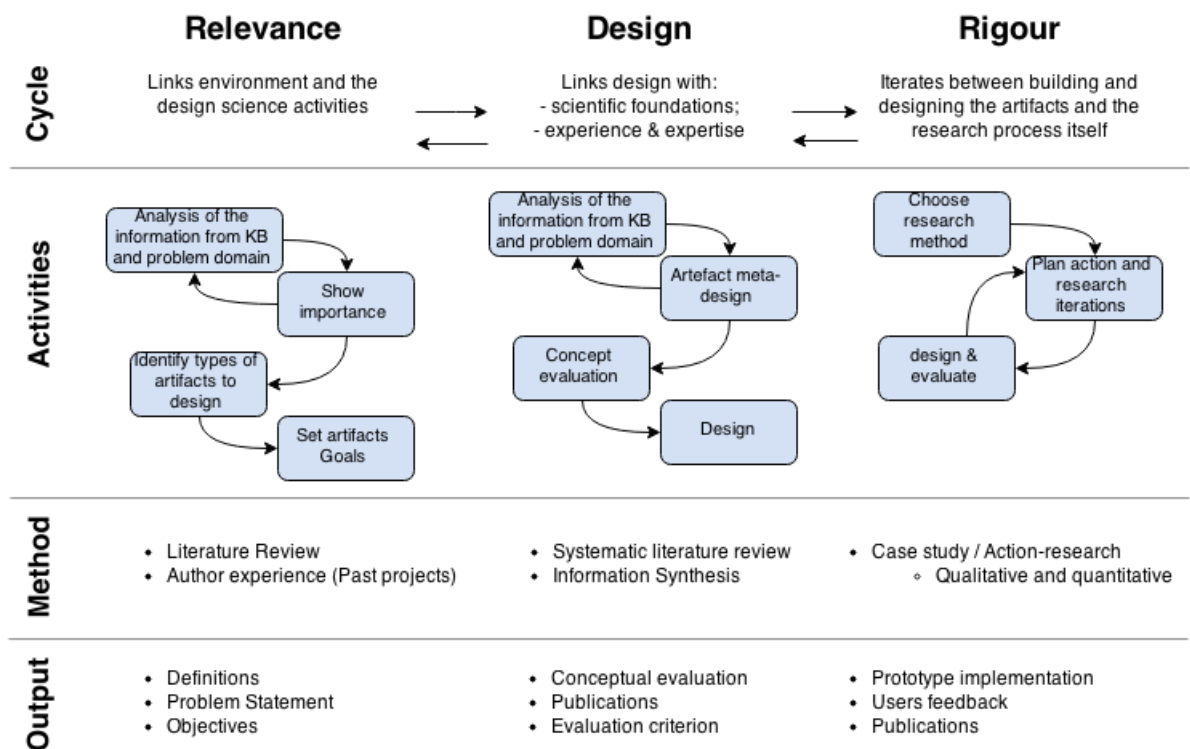 Relevance
Design
Rigour
Cycle
Links environment and the
design science activities
Links design with:
- scientific foundations;
- experience & expertise
Iterates between building and
designing the artifacts and the
research process itself
Activities
Analysis of the
information from KB
and problem domain
Show
importance
Identify types of
artifacts to
design
Set artifacts
Goals
Analysis of the
information from KB
and problem domain
Artefact meta-
design
Concept
evaluation
Design
Choose
research
method
Plan action and
research
iterations
design &
evaluate
Method
• Literature Review
• Author experience (Past projects)
• Systematic literature review
• Information Synthesis
• Case study / Action-research
◦ Qualitative and quantitative
Output
• Definitions
• Problem Statement
• Objectives
• Conceptual evaluation
• Publications
• Evaluation criterion
• Prototype implementation
• Users feedback
• Publications